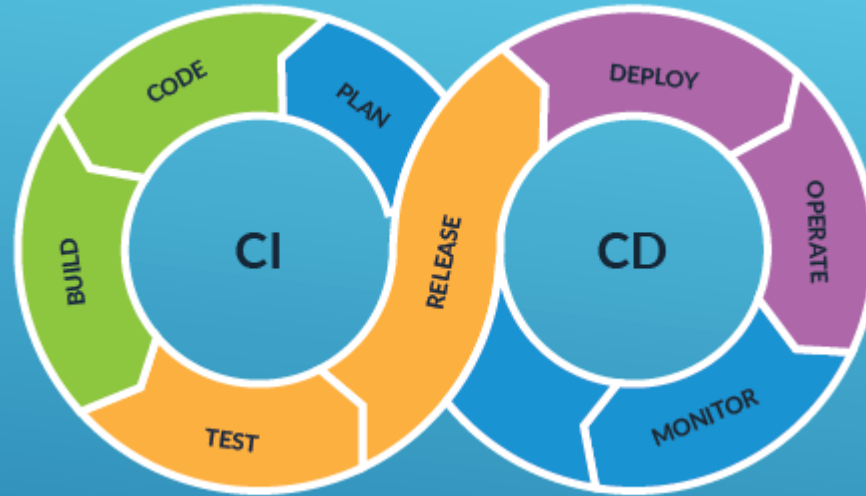 PLAN
CODE
BUILD
TEST
RELEASE
DEPLOY
OPERATE
MONITOR
CI
CD